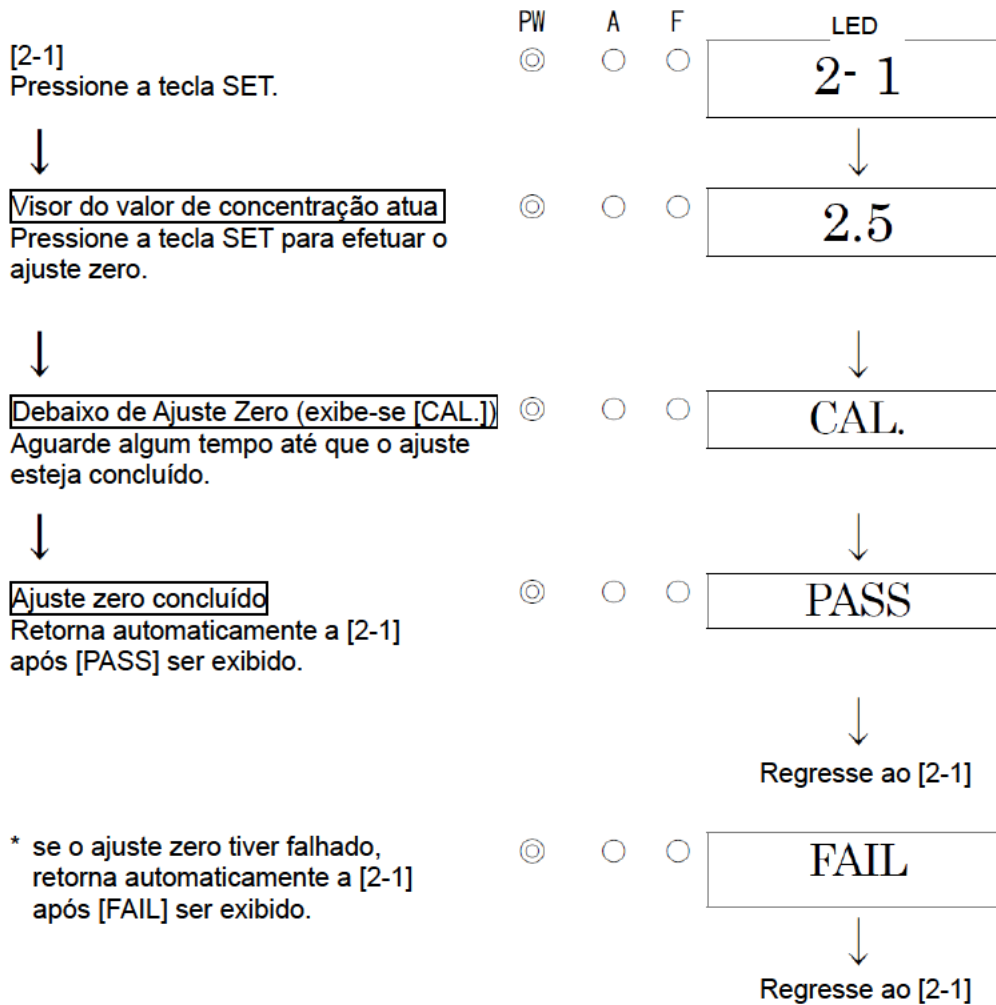 PW A F LED
[2-1]
Pressione a tecla SET.
2- 1
Visor do valor de concentração atua
Pressione a tecla SET para efetuar o
ajuste zero.
2.5
Debaixo de Ajuste Zero (exibe-se [CAL.])
Aguarde algum tempo até que o ajuste
esteja concluído.
CAL.
Ajuste zero concluído
Retorna automaticamente a [2-1]
após [PASS] ser exibido.
PASS
Regresse ao [2-1]
* se o ajuste zero tiver falhado,
retorna automaticamente a [2-1]
após [FAIL] ser exibido.
FAIL
Regresse ao [2-1]